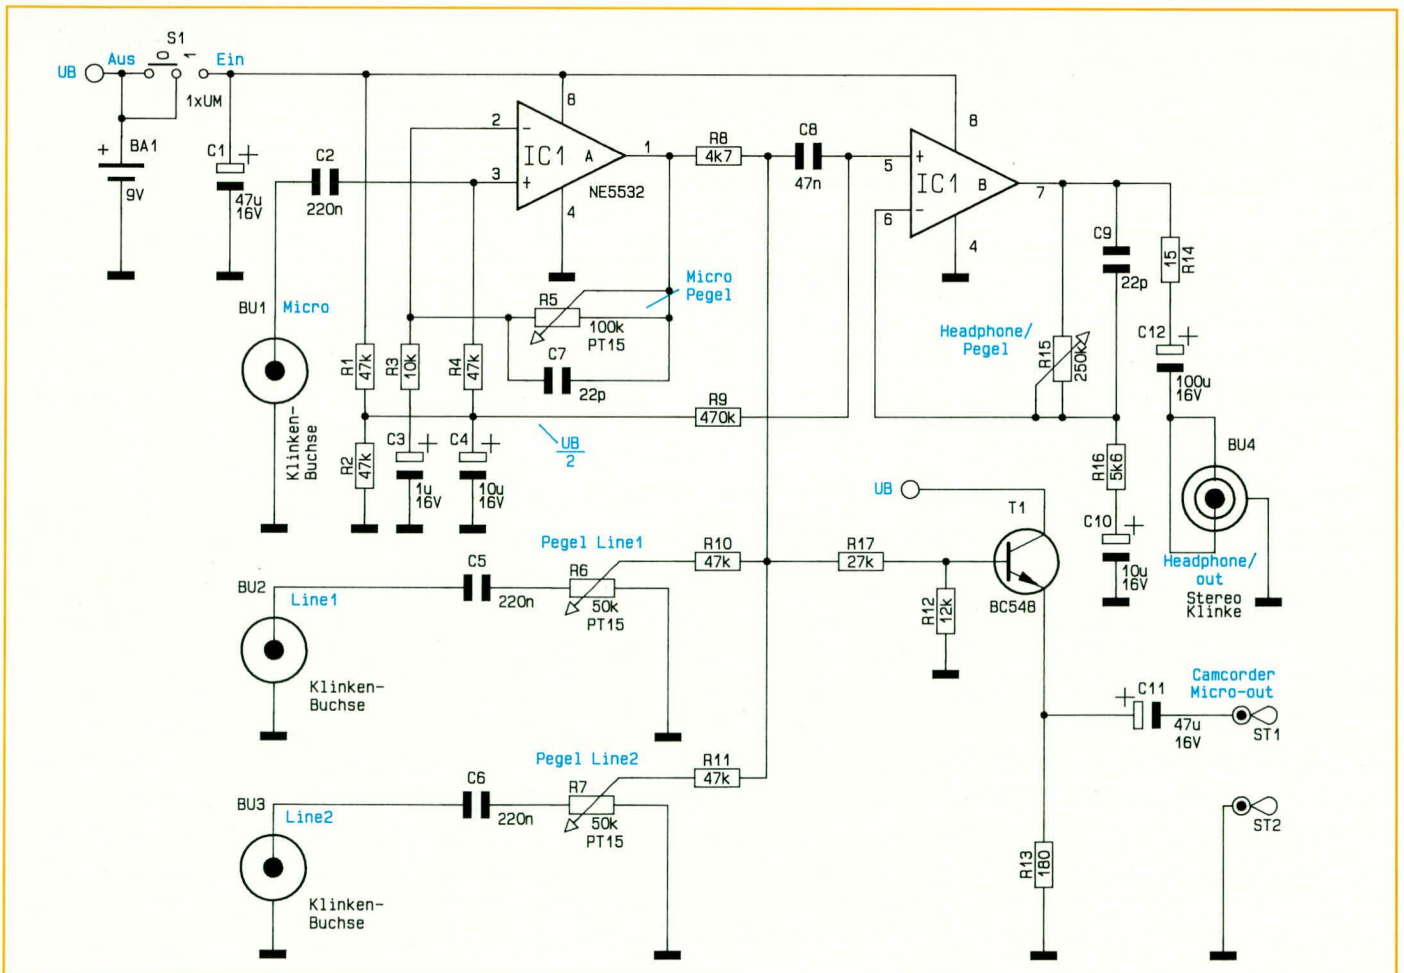 S1
Aus
0
1
Ein
UB
1xUM
+
BA1
9V
C1
+
47u
16V
C2
220n
2
-
3
+
IC1
A
8
4
1
NE5532
R8
4k7
C8
47n
5
+
6
-
IC1
B
8
4
7
C9
22p
15
R14
BU1
Micro
Klinken-
Buchse
R1
47k
R3
10k
R4
47k
R5
100k
PT15
Micro
Pegel
C7
22p
Headphone/
Pegel
R15
250k
C12
+
100u
16V
R9
470k
UB
2
R2
47k
C3
+
1u
16V
C4
+
10u
16V
R16
5k6
BU4
UB
T1
BC548
C10
+
10u
16V
Headphone/
out
Stereo
Klinke
Pegel Line1
R10
47k
R17
27k
BU2
Line1
C5
220n
R6
50k
PT15
R12
12k
Klinken-
Buchse
Camcorder
Micro-out
+
C11
47u
16V
ST1
Pegel Line2
R11
47k
BU3
Line2
C6
220n
R7
50k
PT15
ST2
R13
180
Klinken-
Buchse